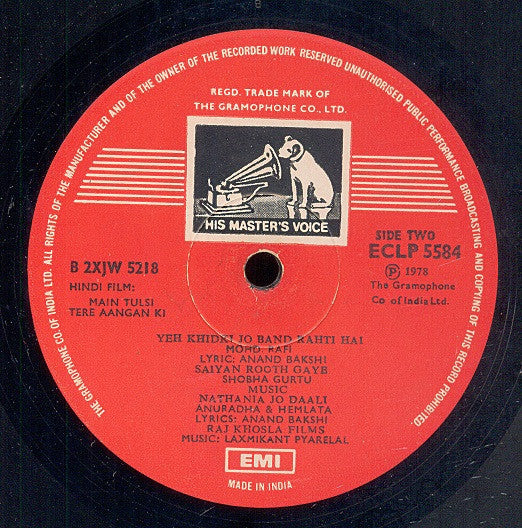 THE GRAMOPHONE CO. OF INDIA LTD. ALL RIGHTS OF THE MANUFACTURER AND OF THE OWNER OF THE RECORDED WORK RESERVED UNAUTHORISED PUBLIC PERFORMANCE BROADCASTING AND COPYING OF THIS RECORD PROHIBITED
REGD. TRADE MARK OF
THE GRAMOPHONE CO., LTD.
HIS MASTER'S VOICE
B 2XJW 5218
HINDI FILM:
MAIN TULSI
TERE AANGAN KI
SIDE TWO
ECLP 5584
Ⓟ 1978
The Gramophone
Co of India Ltd.
YEH KHIDKI JO BAND RAHTI HAI
MOHD. RAFI
LYRIC: ANAND BAKSHI
SAIYAN ROOTH GAYE
SHOBHA GURTU
MUSIC
NATHANIA JO DAALI
ANURADHA & HEMLATA
LYRICS: ANAND BAKSHI
RAJ KHOSLA FILMS
MUSIC: LAXMIKANT PYARELAL
EMI
MADE IN INDIA